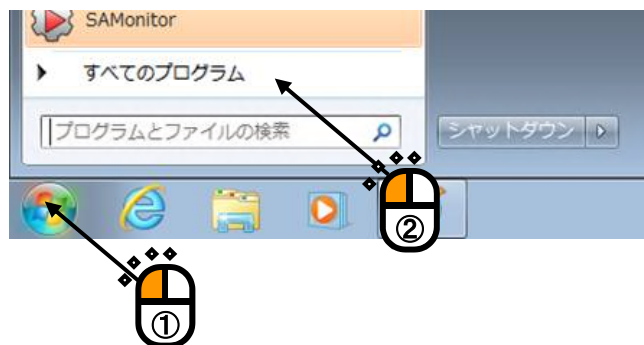 SAMonitor
すべてのプログラム
プログラムとファイルの検索
シャットダウン
②
①